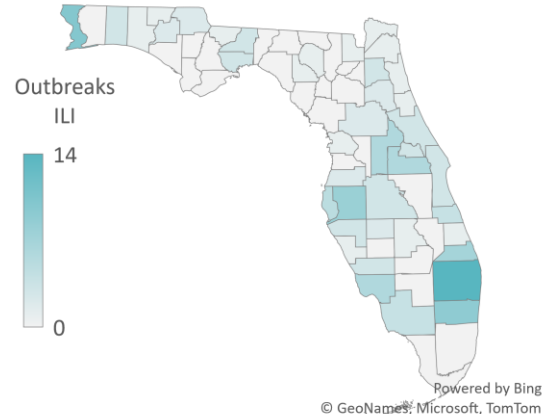 Outbreaks
ILI
14
0
Powered by Bing
© GeoNames, Microsoft, TomTom